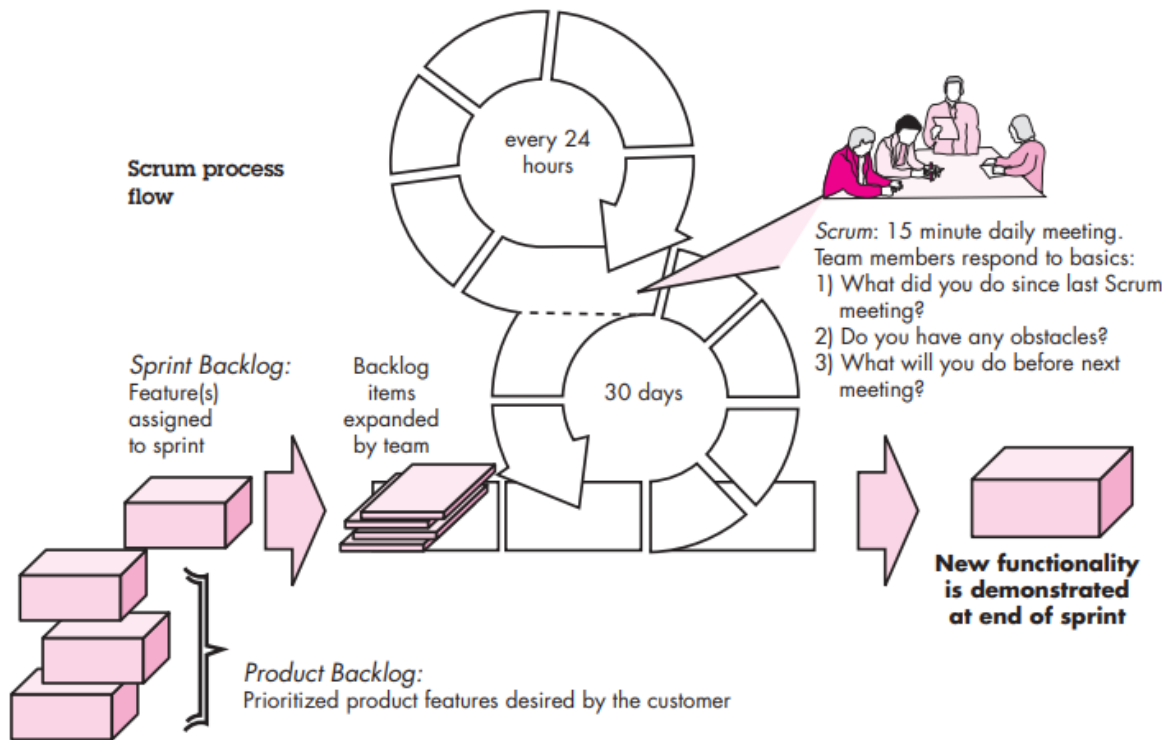 Scrum process
flow
every 24
hours
Scrum: 15 minute daily meeting.
Team members respond to basics:
1) What did you do since last Scrum
meeting?
2) Do you have any obstacles?
3) What will you do before next
meeting?
Sprint Backlog:
Feature(s)
assigned
to sprint
Backlog
items
expanded
by team
30 days
New functionality
is demonstrated
at end of sprint
Product Backlog:
Prioritized product features desired by the customer